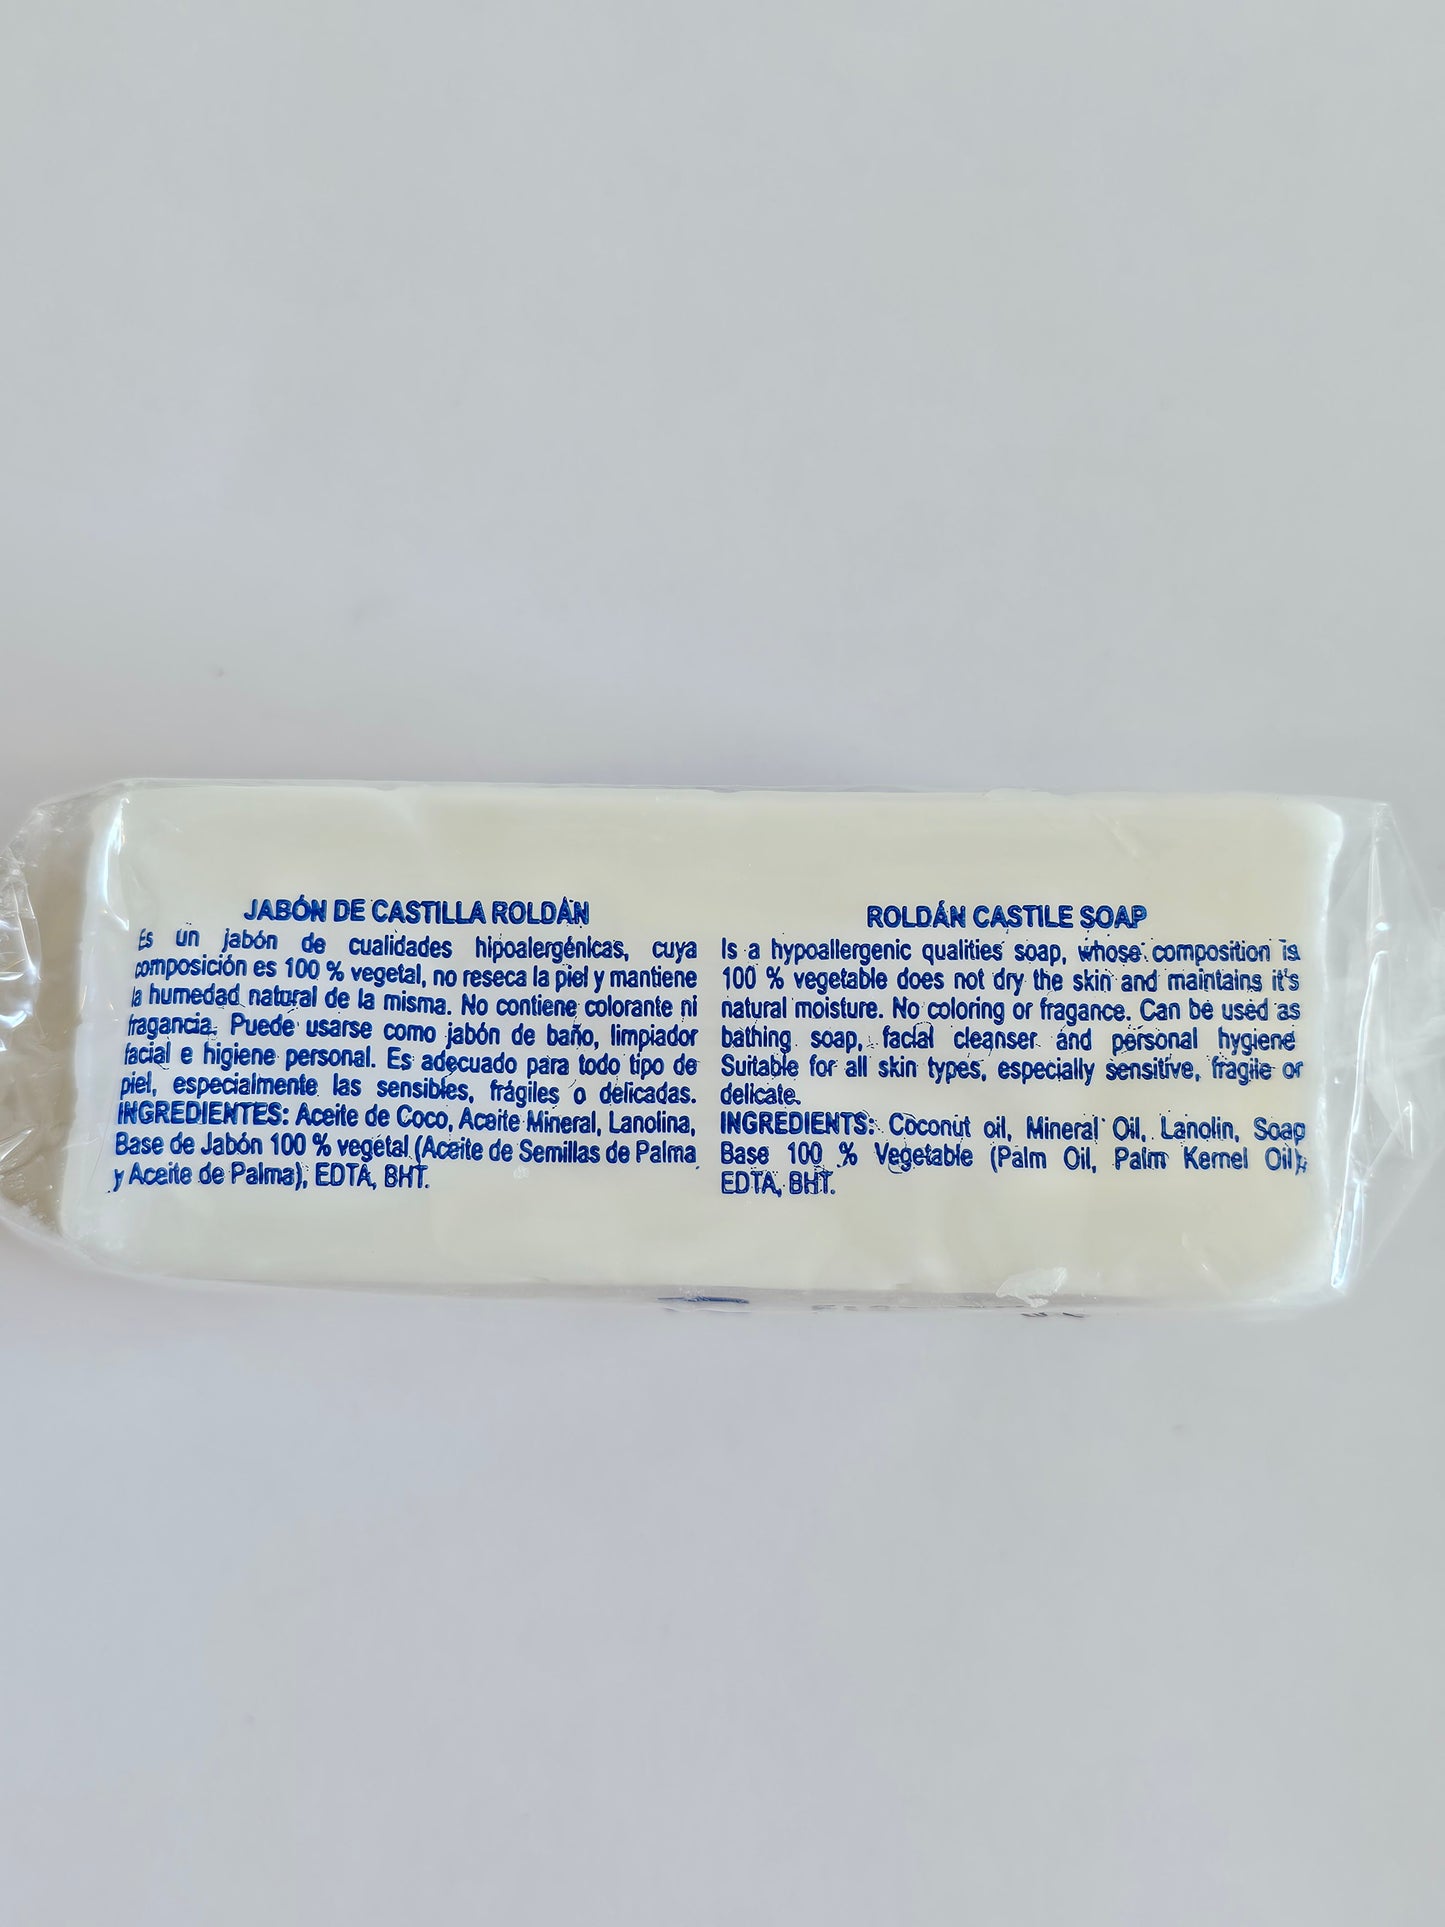 JABÓN DE CASTILLA ROLDÁN
Es un jabón de cualidades hipoalergénicas, cuya
composición es 100 % vegetal, no reseca la piel y mantiene
la humedad natural de la misma. No contiene colorante ni
fragancia. Puede usarse como jabón de baño, limpiador
facial e higiene personal. Es adecuado para todo tipo de
piel, especialmente las sensibles, frágiles o delicadas.
INGREDIENTES: Aceite de Coco, Aceite Mineral, Lanolina,
Base de Jabón 100 % vegetal (Aceite de Semillas de Palma
y Aceite de Palma), EDTA, BHT.
ROLDÁN CASTILE SOAP
Is a hypoallergenic qualities soap, whose composition is
100 % vegetable does not dry the skin and maintains it's
natural moisture. No coloring or fragance. Can be used as
bathing soap, facial cleanser and personal hygiene
Suitable for all skin types, especially sensitive, fragile or
delicate.
INGREDIENTS: Coconut oil, Mineral Oil, Lanolin, Soap
Base 100 % Vegetable (Palm Oil, Palm Kernel Oil),
EDTA, BHT.